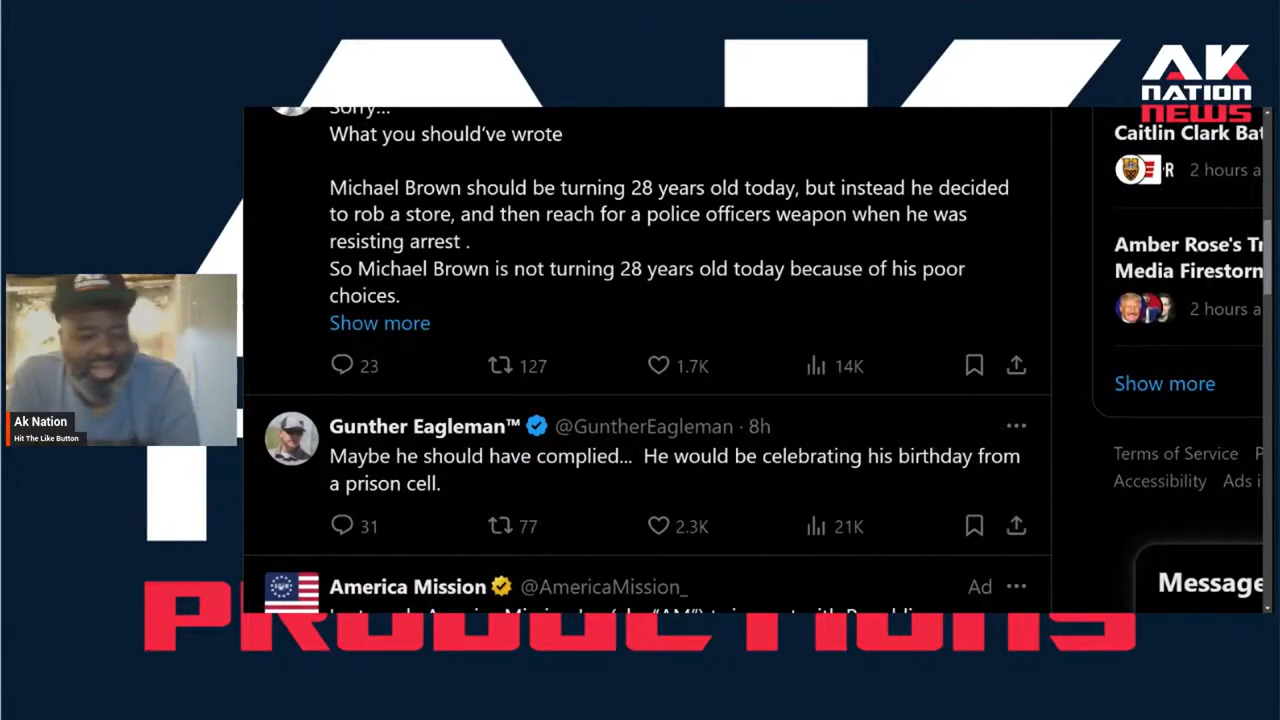 AK
NATION
NEWS
Sorry...
What you should've wrote
Michael Brown should be turning 28 years old today, but instead he decided
to rob a store, and then reach for a police officers weapon when he was
resisting arrest .
So Michael Brown is not turning 28 years old today because of his poor
choices.
Show more
23 127 1.7K 14K
Gunther Eagleman™ @GuntherEagleman · 8h
Maybe he should have complied... He would be celebrating his birthday from
a prison cell.
31 77 2.3K 21K
America Mission @AmericaMission_ Ad
Caitlin Clark Bat
2 hours a
Amber Rose's Tr
Media Firestorn
2 hours a
Show more
Terms of Service P
Accessibility Ads i
Message
Ak Nation
Hit The Like Button
PRODUCTIONS